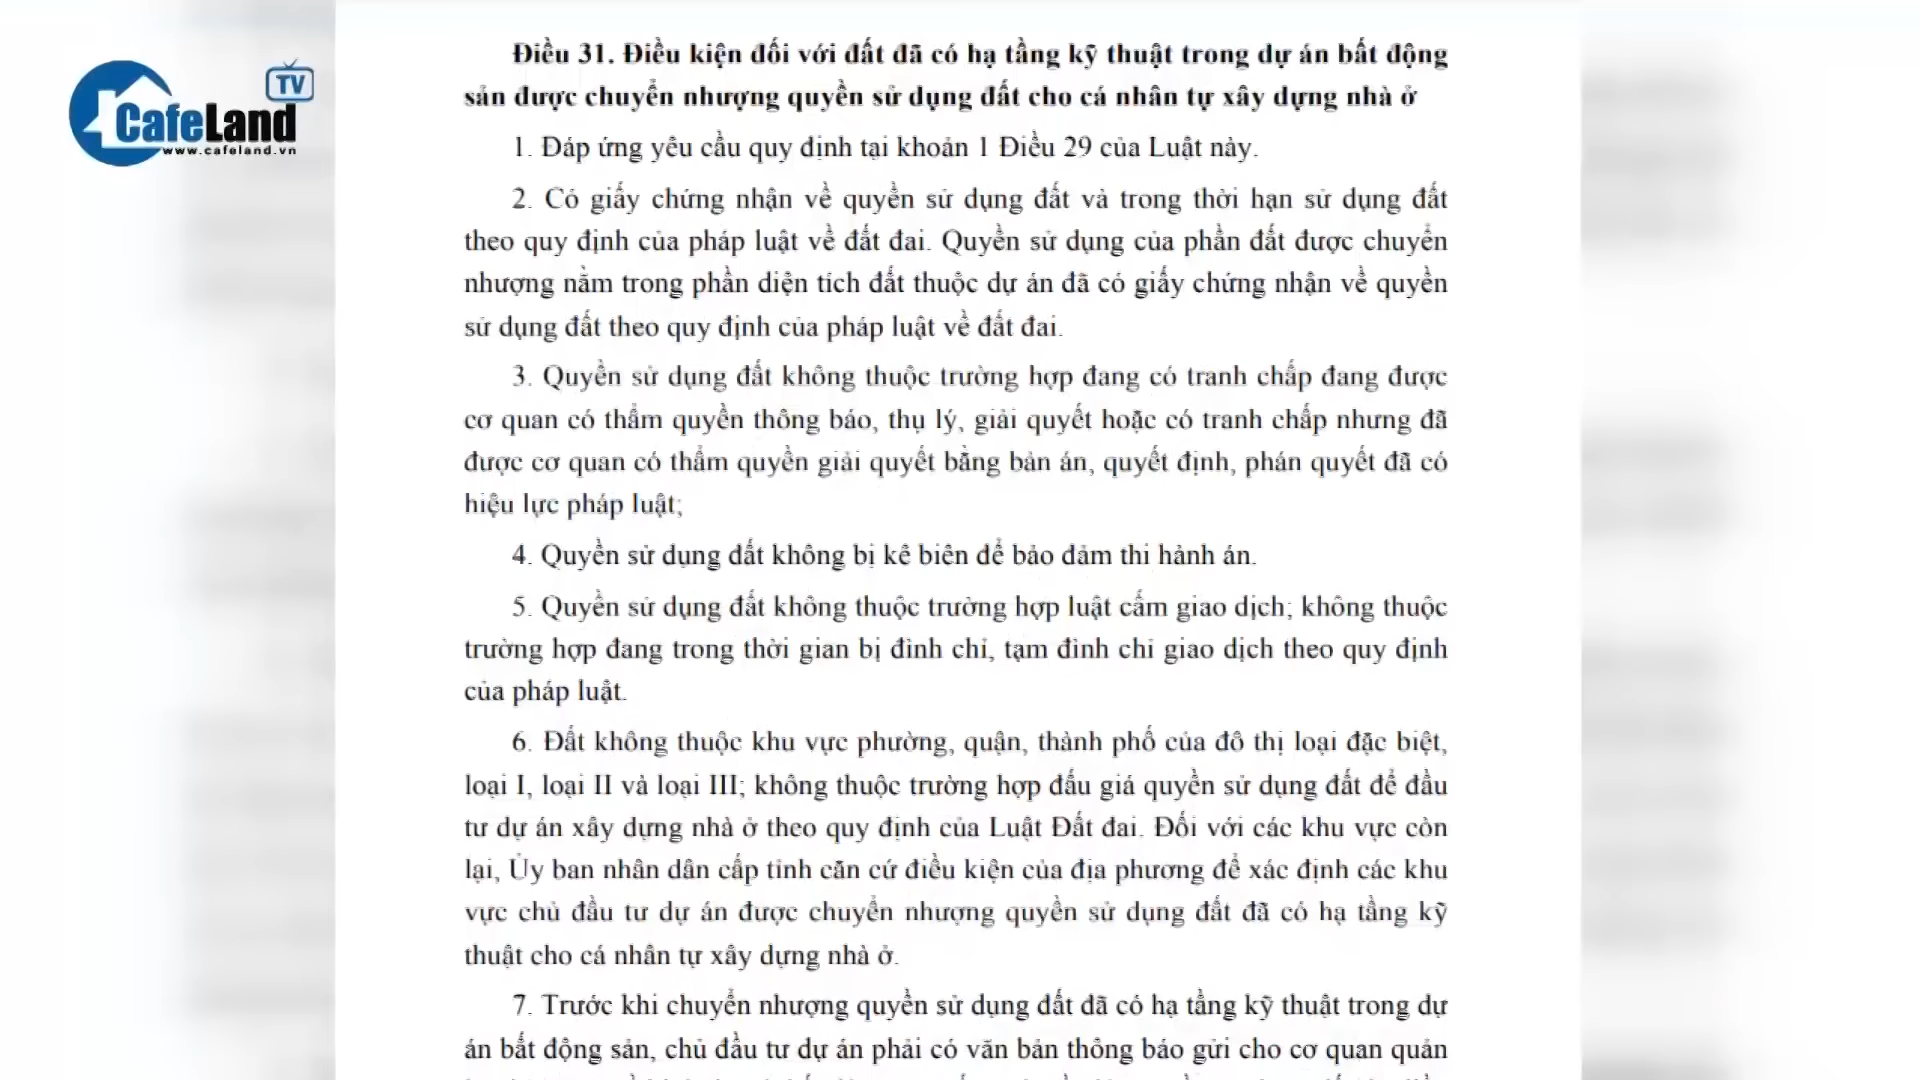 TV
CafeLand
www.cafeland.vn
Điều 31. Điều kiện đối với đất đã có hạ tầng kỹ thuật trong dự án bất động
sản được chuyển nhượng quyền sử dụng đất cho cá nhân tự xây dựng nhà ở
1. Đáp ứng yêu cầu quy định tại khoản 1 Điều 29 của Luật này.
2. Có giấy chứng nhận về quyền sử dụng đất và trong thời hạn sử dụng đất
theo quy định của pháp luật về đất đai. Quyền sử dụng của phần đất được chuyển
nhượng nằm trong phần diện tích đất thuộc dự án đã có giấy chứng nhận về quyền
sử dụng đất theo quy định của pháp luật về đất đai.
3. Quyền sử dụng đất không thuộc trường hợp đang có tranh chấp đang được
cơ quan có thẩm quyền thông báo, thụ lý, giải quyết hoặc có tranh chấp nhưng đã
được cơ quan có thẩm quyền giải quyết bằng bản án, quyết định, phán quyết đã có
hiệu lực pháp luật;
4. Quyền sử dụng đất không bị kê biên để bảo đảm thi hành án.
5. Quyền sử dụng đất không thuộc trường hợp luật cấm giao dịch; không thuộc
trường hợp đang trong thời gian bị đình chỉ, tạm đình chỉ giao dịch theo quy định
của pháp luật.
6. Đất không thuộc khu vực phường, quận, thành phố của đô thị loại đặc biệt,
loại I, loại II và loại III; không thuộc trường hợp đấu giá quyền sử dụng đất để đầu
tư dự án xây dựng nhà ở theo quy định của Luật Đất đai. Đối với các khu vực còn
lại, Ủy ban nhân dân cấp tỉnh căn cứ điều kiện của địa phương để xác định các khu
vực chủ đầu tư dự án được chuyển nhượng quyền sử dụng đất đã có hạ tầng kỹ
thuật cho cá nhân tự xây dựng nhà ở.
7. Trước khi chuyển nhượng quyền sử dụng đất đã có hạ tầng kỹ thuật trong dự
án bất động sản, chủ đầu tư dự án phải có văn bản thông báo gửi cho cơ quan quản